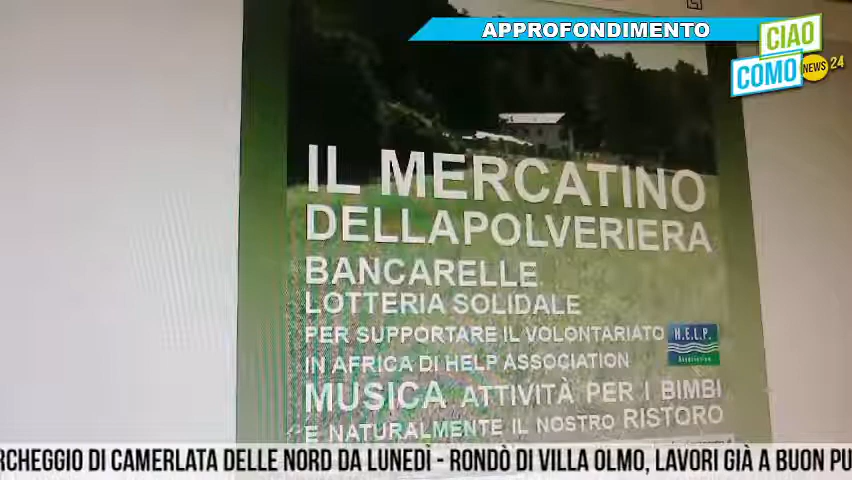 APPROFONDIMENTO
CIAO
COMO
NEWS 24
IL MERCATINO
DELLAPOLVERIERA
BANCARELLE
LOTTERIA SOLIDALE
PER SUPPORTARE IL VOLONTARIATO
H.E.L.P.
Association
IN AFRICA DI HELP ASSOCIATION
MUSICA ATTIVITÀ PER I BIMBI
E NATURALMENTE IL NOSTRO RISTORO
RCHEGGIO DI CAMERLATA DELLE NORD DA LUNEDÌ - RONDÒ DI VILLA OLMO, LAVORI GIÀ A BUON PU